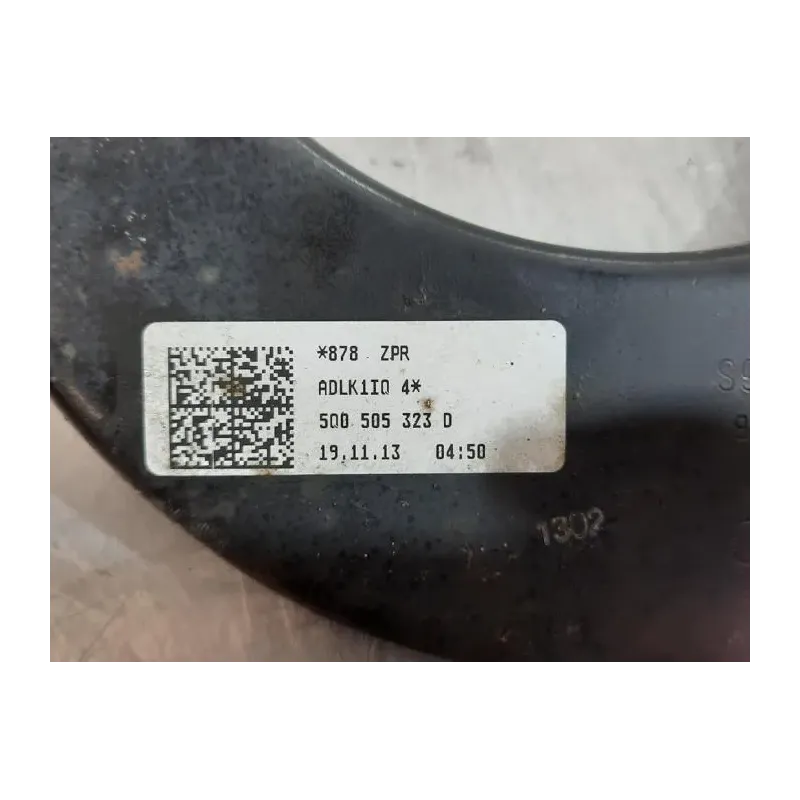 *878 ZPR
ADLK1IQ 4*
5Q0 505 323 D
19.11.13 04:50
1302